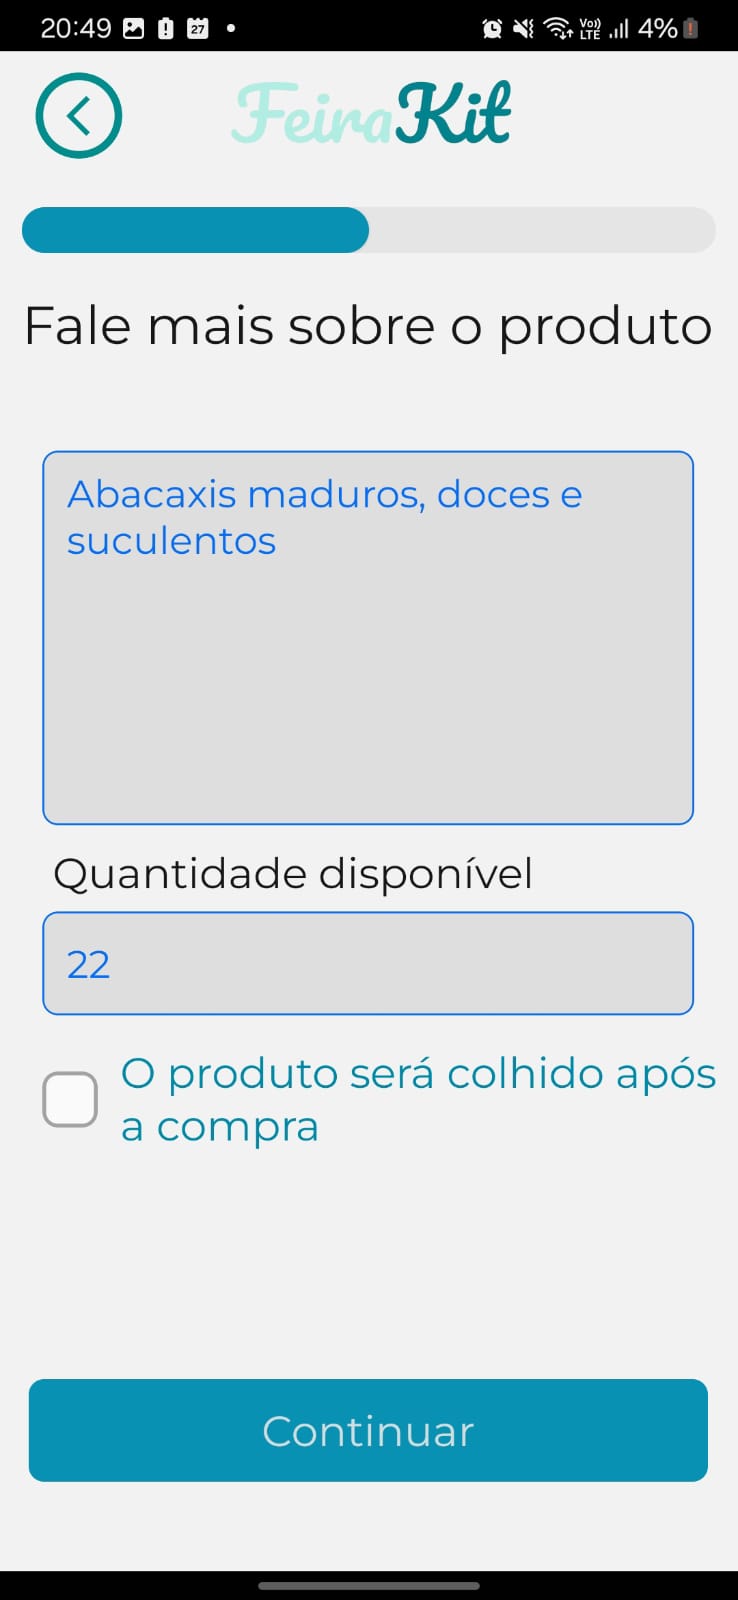 20:49 27 Vo)) LTE 4%
FeiraKit
Fale mais sobre o produto
Abacaxis maduros, doces e
suculentos
Quantidade disponível
22
O produto será colhido após
a compra
Continuar